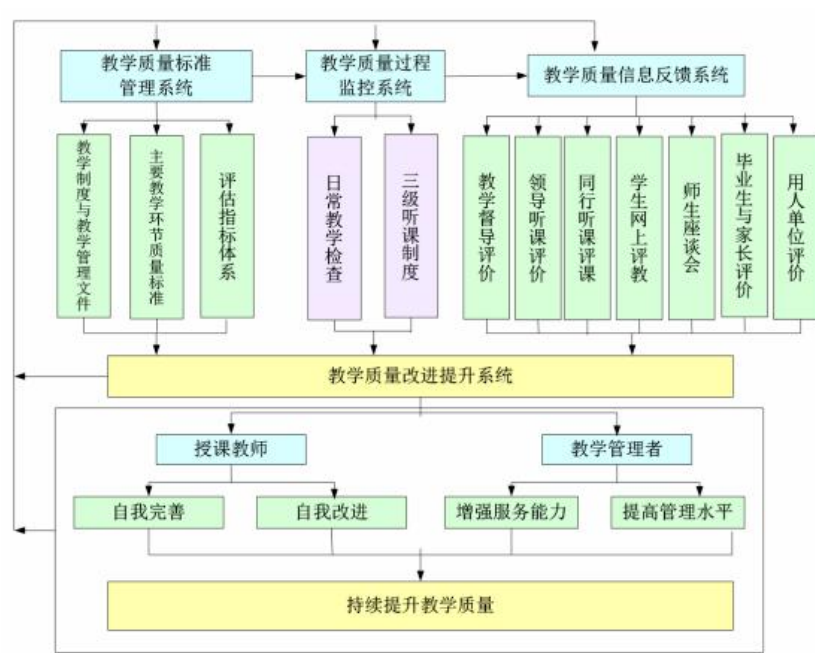 教学质量标准
管理系统
教学质量过程
监控系统
教学质量信息反馈系统
教学制度与教学管理文件
主要教学环节质量标准
评估指标体系
日常教学检查
三级听课制度
教学督导评价
领导听课评价
同行听课评课
学生网上评教
师生座谈会
毕业生与家长评价
用人单位评价
教学质量改进提升系统
授课教师
教学管理者
自我完善
自我改进
增强服务能力
提高管理水平
持续提升教学质量